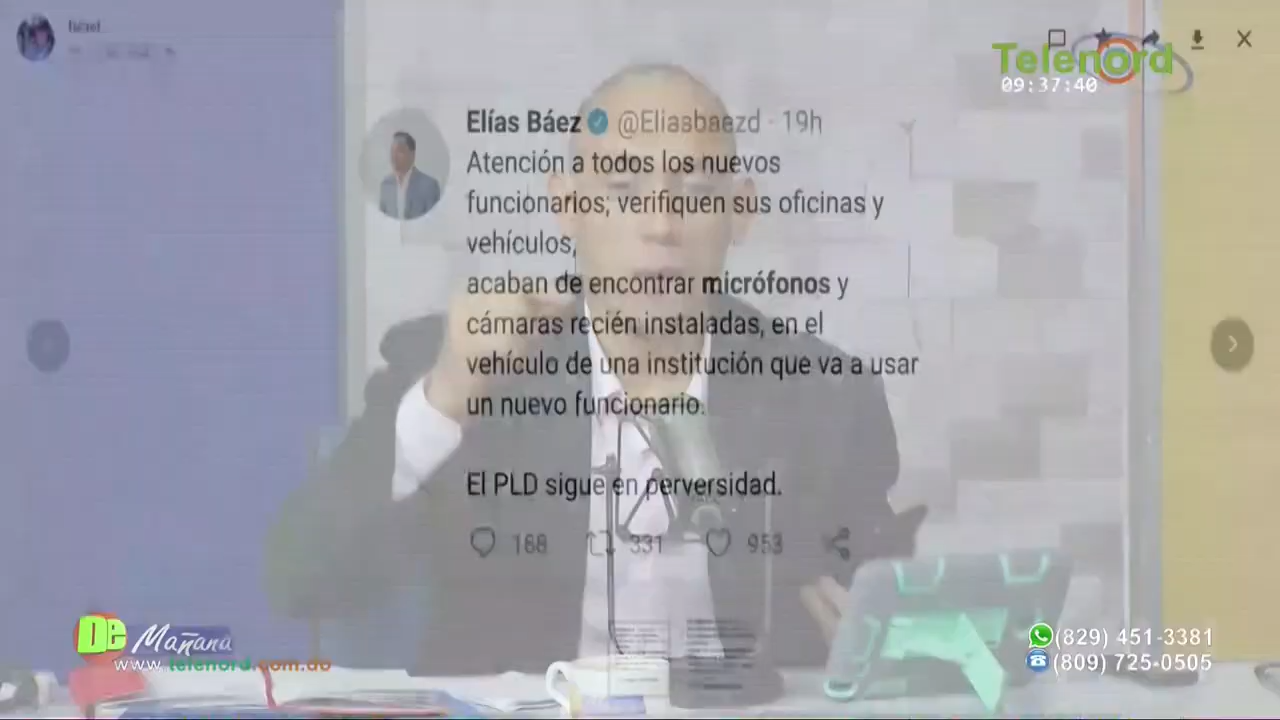 Israel
Telenord
09:37:40
Elías Báez @Eliasbaezd · 19h
Atención a todos los nuevos
funcionarios; verifiquen sus oficinas y
vehículos,
acaban de encontrar micrófonos y
cámaras recién instaladas, en el
vehículo de una institución que va a usar
un nuevo funcionario.
El PLD sigue en perversidad.
168 331 953
De Mañana
www.telenord.com.do
(829) 451-3381
(809) 725-0505